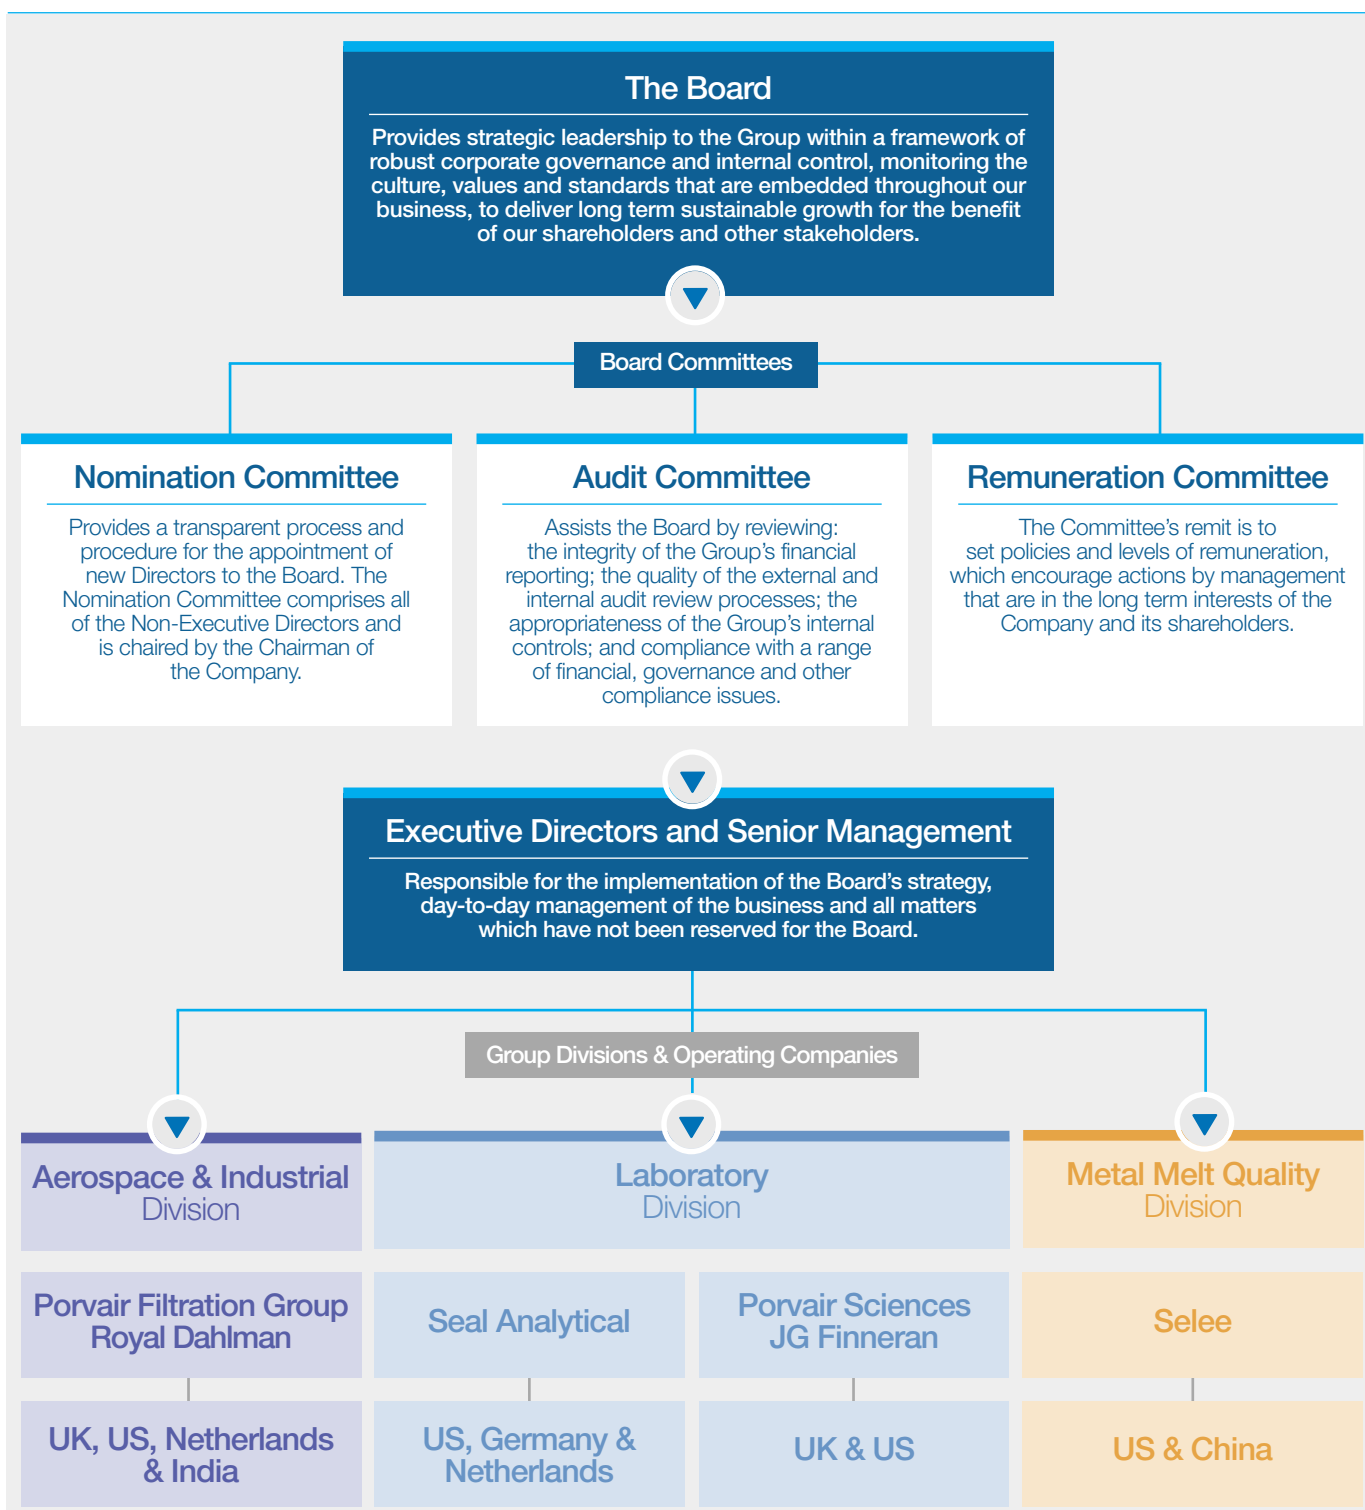 The Board
Provides strategic leadership to the Group within a framework of
robust corporate governance and internal control, monitoring the
culture, values and standards that are embedded throughout our
business, to deliver long term sustainable growth for the benefit
of our shareholders and other stakeholders.
Board Committees
Nomination Committee
Provides a transparent process and
procedure for the appointment of
new Directors to the Board. The
Nomination Committee comprises all
of the Non-Executive Directors and
is chaired by the Chairman of
the Company.
Audit Committee
Assists the Board by reviewing:
the integrity of the Group's financial
reporting; the quality of the external and
internal audit review processes; the
appropriateness of the Group's internal
controls; and compliance with a range
of financial, governance and other
compliance issues.
Remuneration Committee
The Committee's remit is to
set policies and levels of remuneration,
which encourage actions by management
that are in the long term interests of the
Company and its shareholders.
Executive Directors and Senior Management
Responsible for the implementation of the Board's strategy,
day-to-day management of the business and all matters
which have not been reserved for the Board.
Group Divisions & Operating Companies
Aerospace & Industrial
Division
Laboratory
Division
Metal Melt Quality
Division
Porvair Filtration Group
Royal Dahlman
Seal Analytical
Porvair Sciences
JG Finneran
Selee
UK, US, Netherlands
& India
US, Germany &
Netherlands
UK & US
US & China